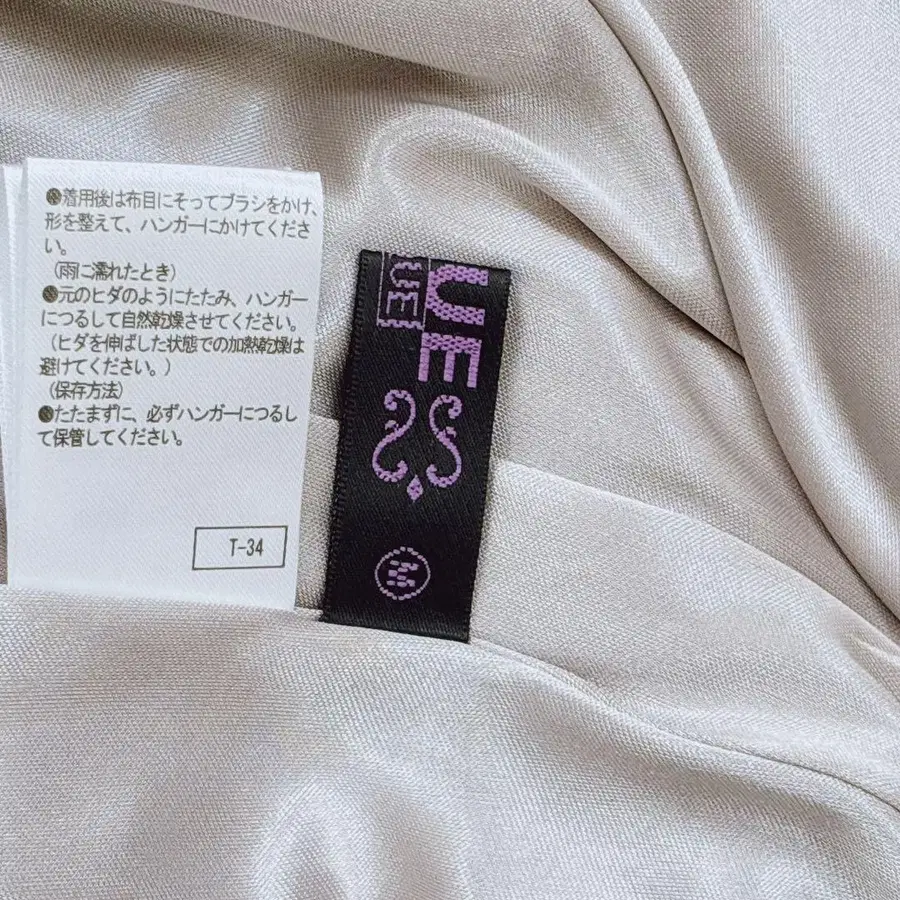 ※着用後は布目にそってブラシをかけ、
形を整えて、ハンガーにかけてくださ
い。
（雨に濡れたとき）
※元のヒダのようにたたみ、ハンガー
につるして自然乾燥させてください。
（ヒダを伸ばした状態での加熱乾燥は
避けてください。）
（保存方法）
※たたまずに、必ずハンガーにつるし
て保管してください。
T-34
UE
UE
M